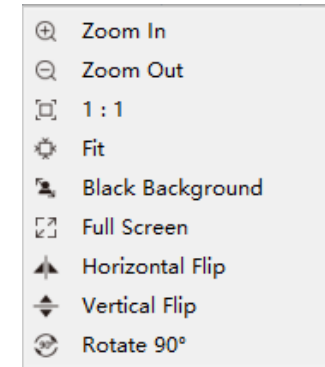 Zoom In
Zoom Out
1 : 1
Fit
Black Background
Full Screen
Horizontal Flip
Vertical Flip
Rotate 90°